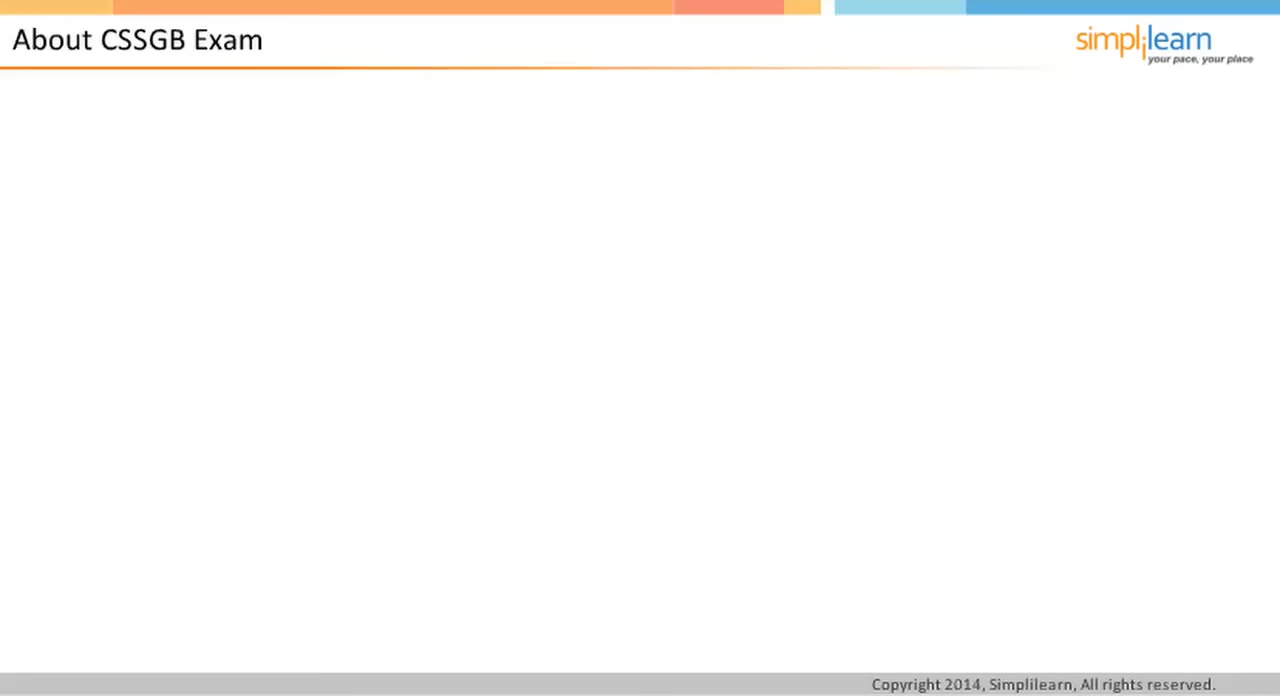 About CSSGB Exam
simplilearn
your pace, your place
Copyright 2014, Simplilearn, All rights reserved.